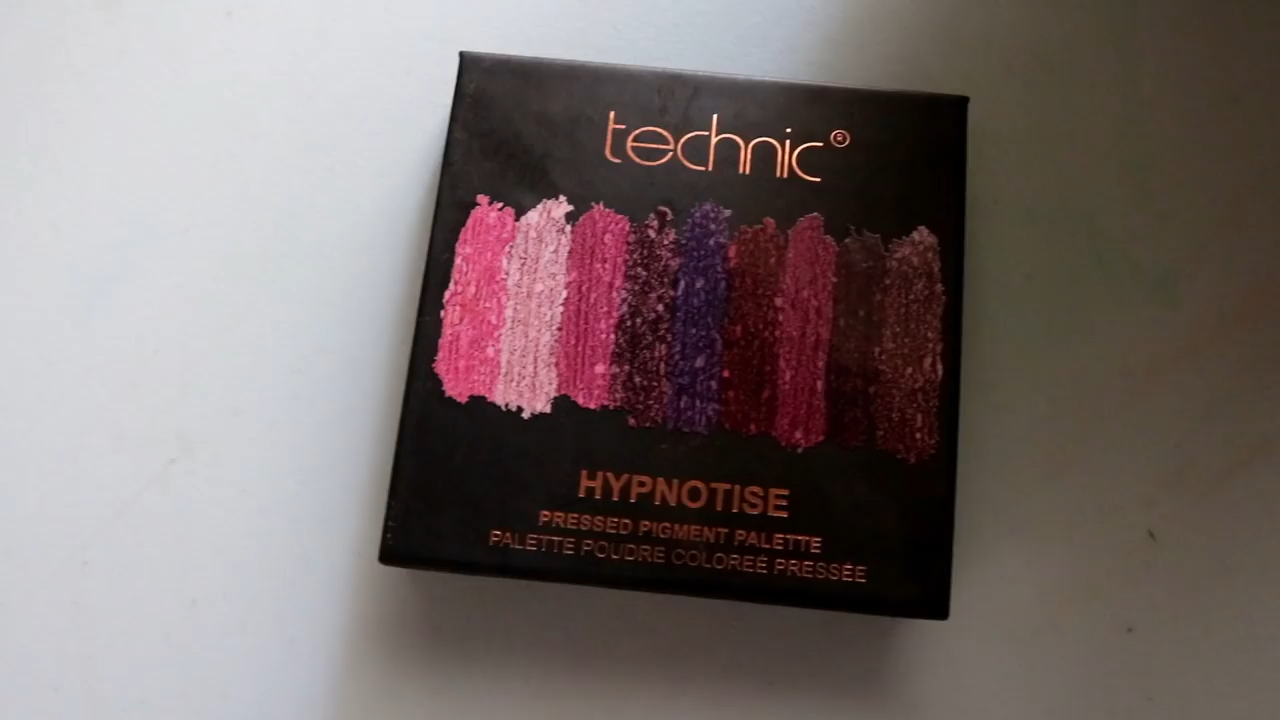 technic®
HYPNOTISE
PRESSED PIGMENT PALETTE
PALETTE POUDRE COLOREÉ PRESSÉE